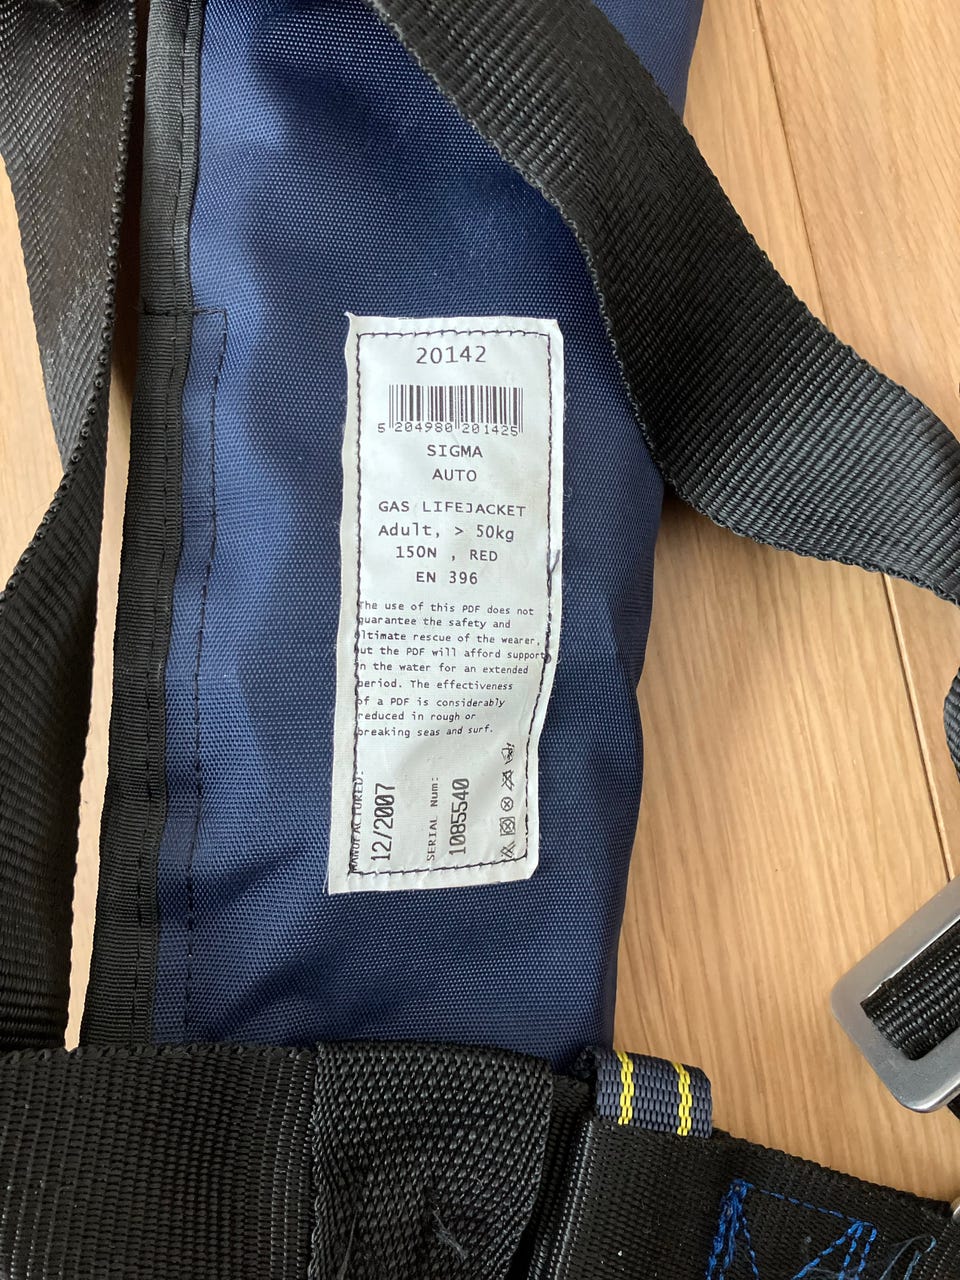 20142
5 204980 201425
SIGMA
AUTO
GAS LIFEJACKET
Adult, > 50kg
150N , RED
EN 396
The use of this PDF does not
guarantee the safety and
ultimate rescue of the wearer,
but the PDF will afford support
in the water for an extended
period. The effectiveness
of a PDF is considerably
reduced in rough or
breaking seas and surf.
MANUFACTURED:
12/2007
SERIAL Num:
1085540